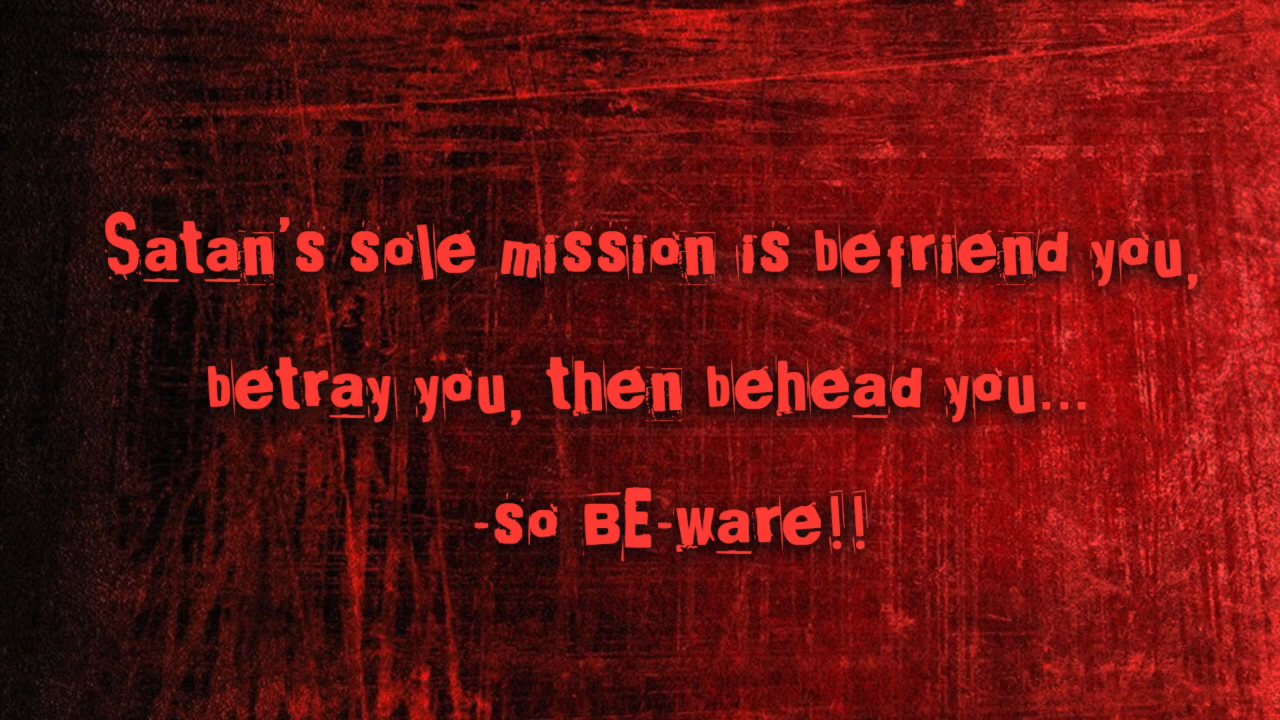 Satan's sole mission is befriend you,
betray you, then behead you...
-so BE-ware!!